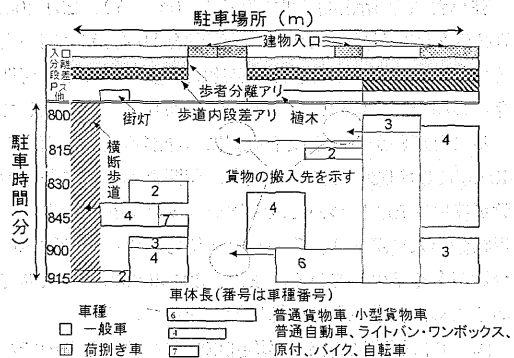 駐車場所（m）
建物入口
入口
分離
段差
Pス
他
歩者分離アリ
街灯
歩道内段差アリ
植木
駐車時間(分)
800
815
830
845
900
915
横断歩道
貨物の搬入先を示す
3
4
2
2
4
4
7
3
4
2
6
3
車種
車体長(番号は車種番号)
一般車
荷捌き車
6
普通貨物車 小型貨物車
4
普通自動車、ライトバン・ワンボックス、
7
原付、バイク、自転車